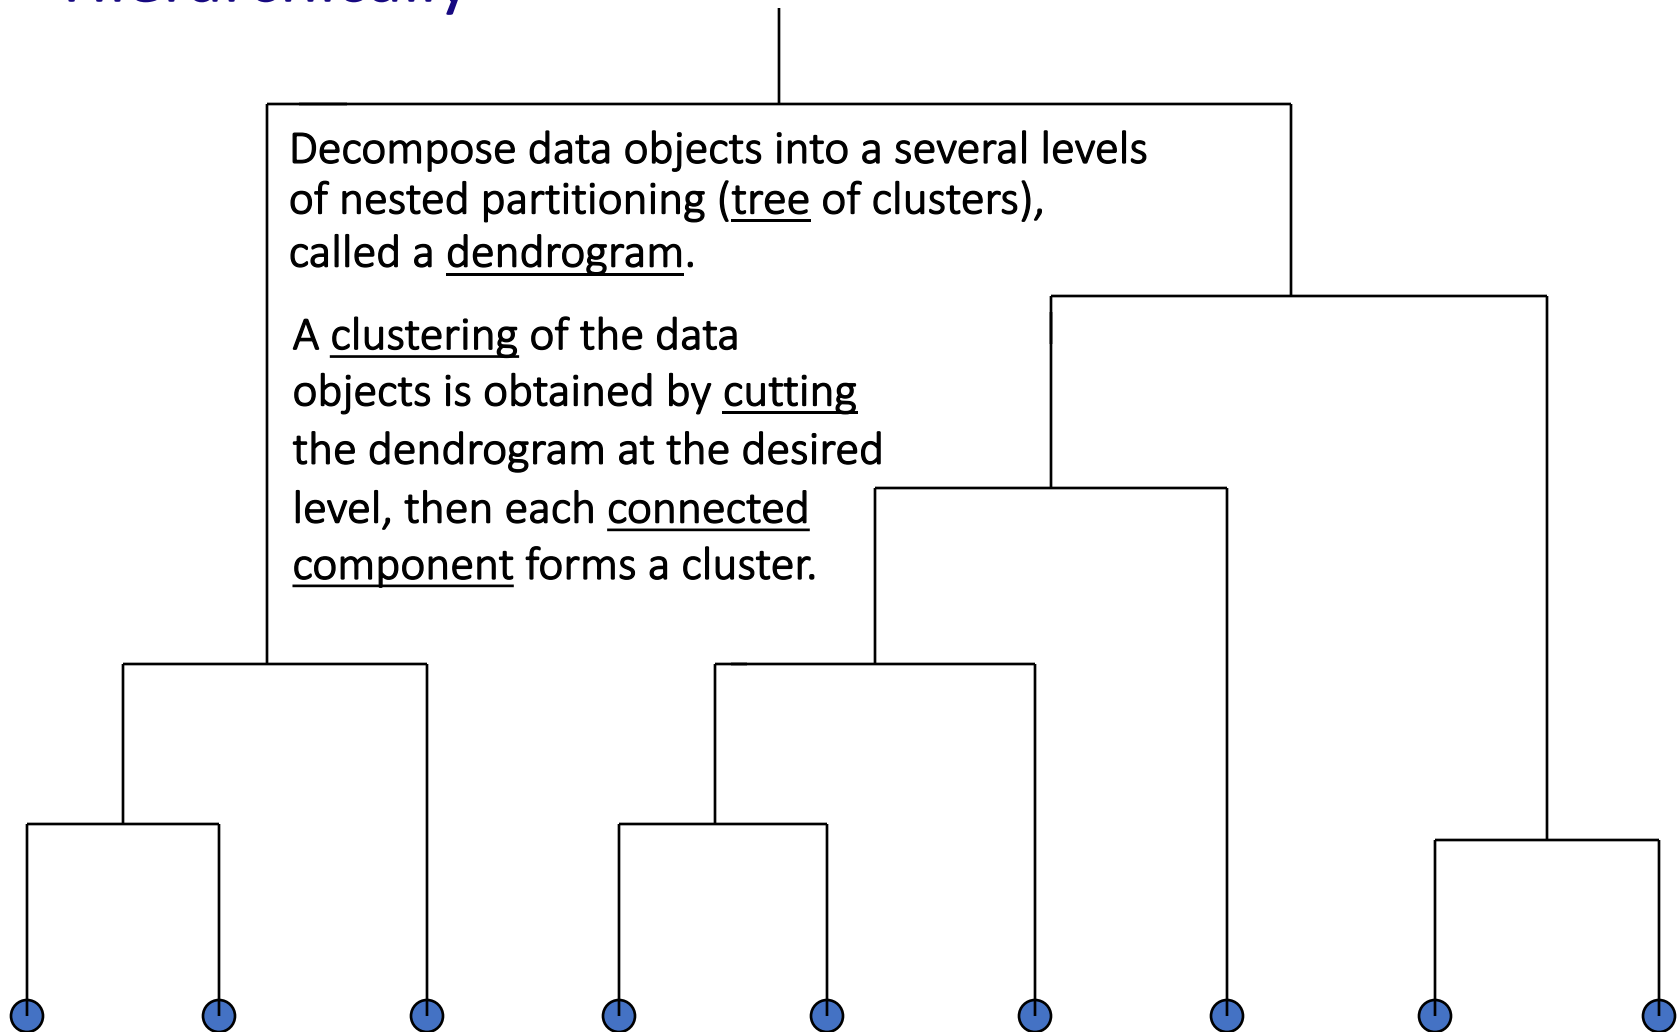 Hierarchically
Decompose data objects into a several levels
of nested partitioning (tree of clusters),
called a dendrogram.
A clustering of the data
objects is obtained by cutting
the dendrogram at the desired
level, then each connected
component forms a cluster.